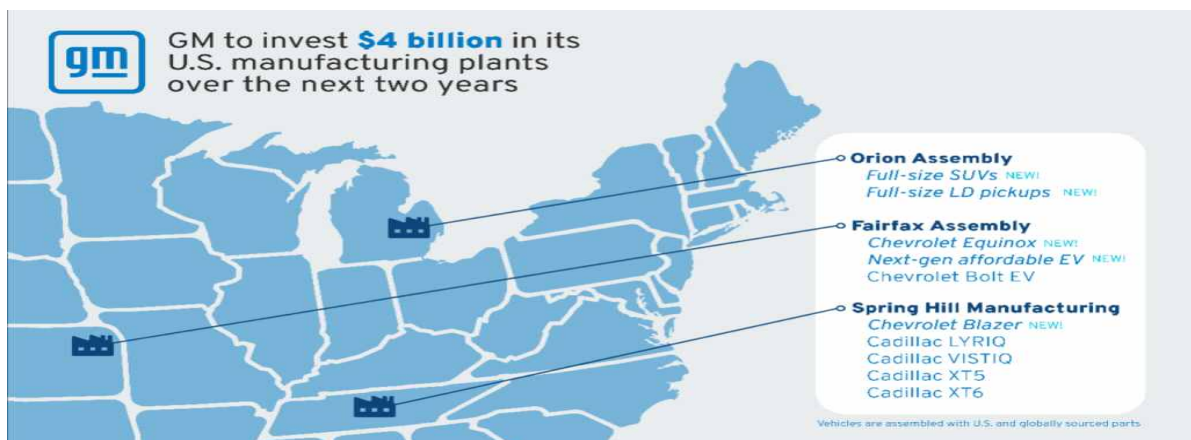 gm
GM to invest $4 billion in its
U.S. manufacturing plants
over the next two years
Orion Assembly
Full-size SUVs NEW!
Full-size LD pickups NEW!
Fairfax Assembly
Chevrolet Equinox NEW!
Next-gen affordable EV NEW!
Chevrolet Bolt EV
Spring Hill Manufacturing
Chevrolet Blazer NEW!
Cadillac LYRIQ
Cadillac VISTIQ
Cadillac XT5
Cadillac XT6
Vehicles are assembled with U.S. and globally sourced parts